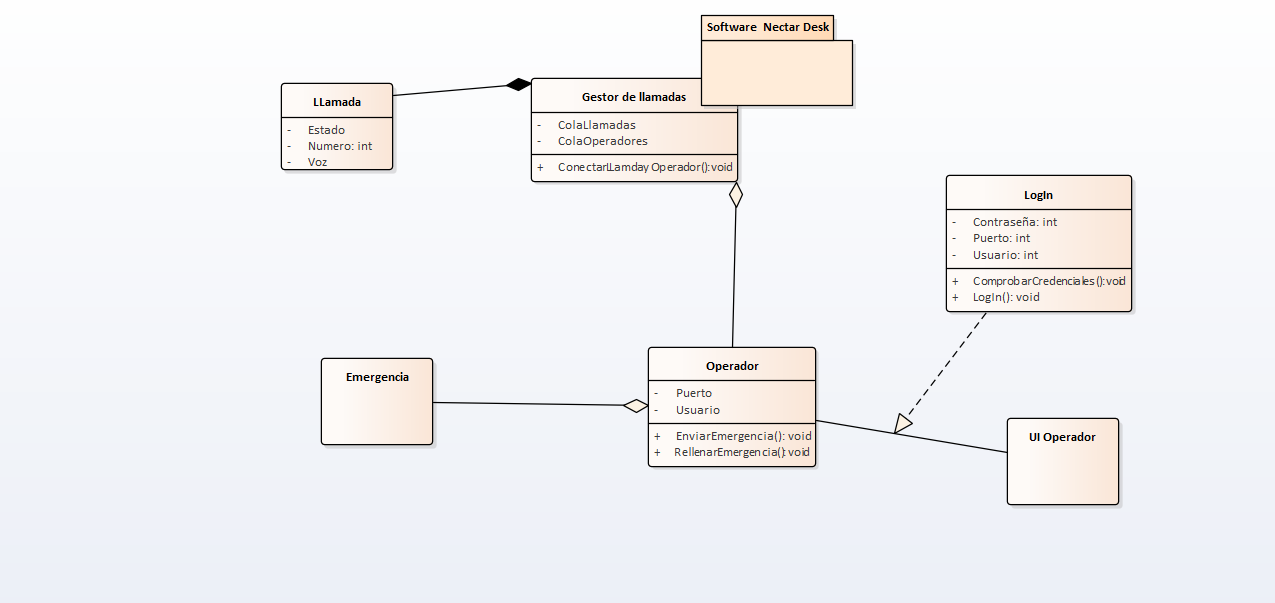 Software Nectar Desk
LLamada
- Estado
- Numero: int
- Voz
Gestor de llamadas
- ColaLlamadas
- ColaOperadores
+ ConectarlLamday Operador():void
LogIn
- Contraseña: int
- Puerto: int
- Usuario: int
+ ComprobarCredenciales():void
+ LogIn(): void
Emergencia
Operador
- Puerto
- Usuario
+ EnviarEmergencia(): void
+ RellenarEmergencia(): void
UI Operador